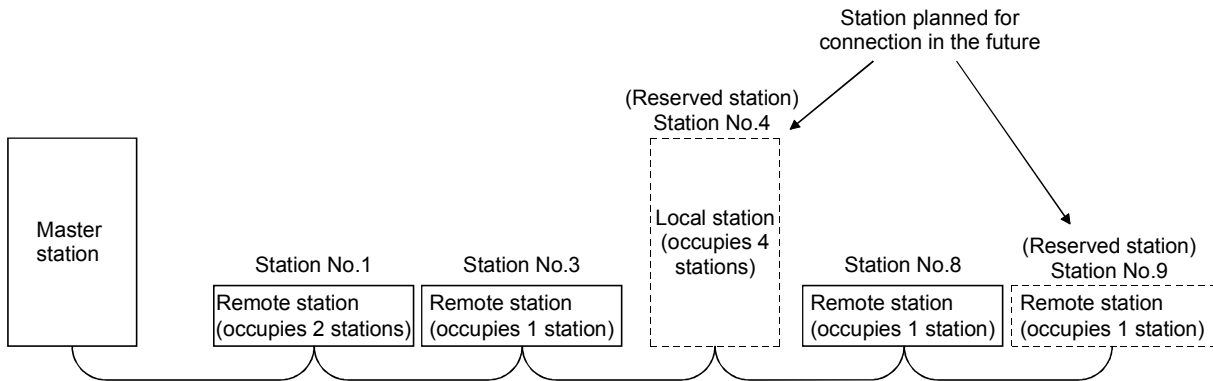 Station planned for
connection in the future
(Reserved station)
Station No.4
Master
station
Station No.1
Remote station
(occupies 2 stations)
Station No.3
Remote station
(occupies 1 station)
Local station
(occupies 4
stations)
Station No.8
Remote station
(occupies 1 station)
(Reserved station)
Station No.9
Remote station
(occupies 1 station)